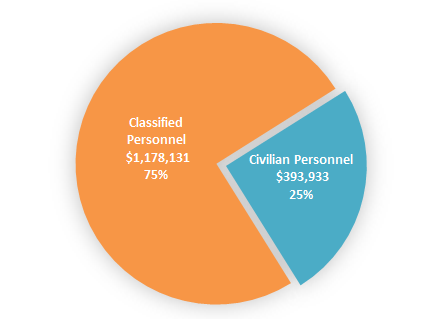 Classified
Personnel
$1,178,131
75%
Civilian Personnel
$393,933
25%